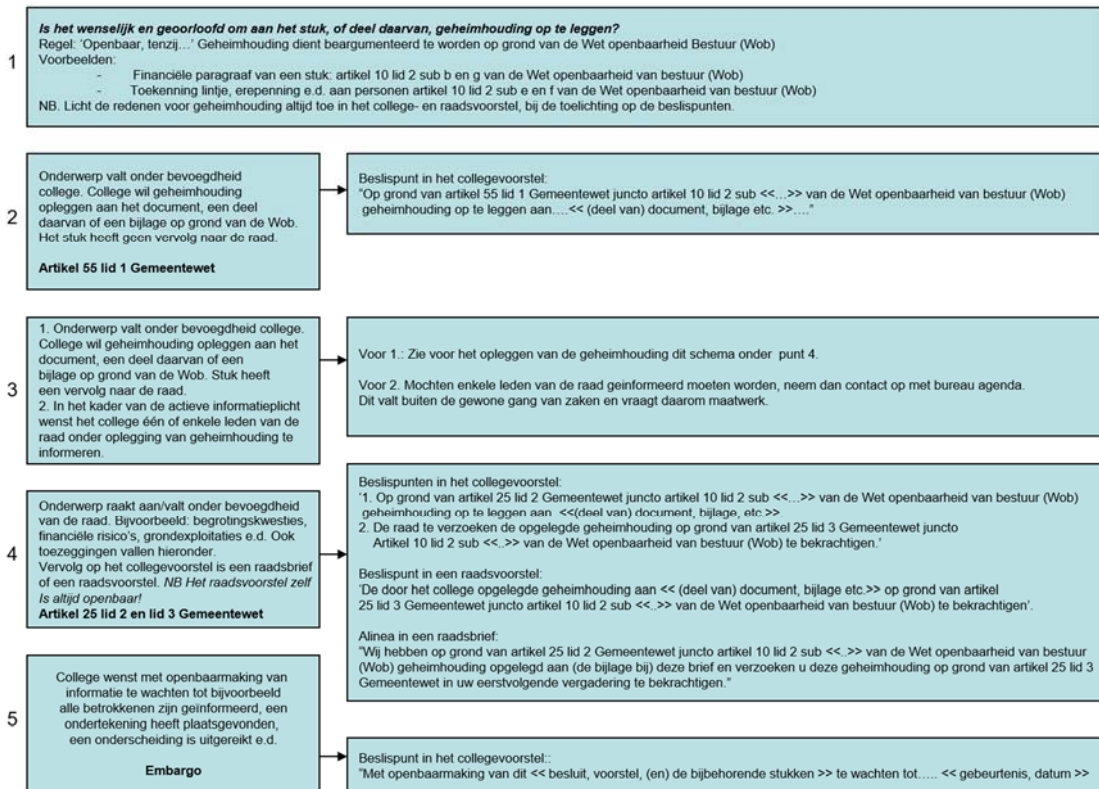 1
Is het wenselijk en geoorloofd om aan het stuk, of deel daarvan, geheimhouding op te leggen?
Regel: 'Openbaar, tenzij…' Geheimhouding dient beargumenteerd te worden op grond van de Wet openbaarheid Bestuur (Wob)
Voorbeelden:
- Financiële paragraaf van een stuk: artikel 10 lid 2 sub b en g van de Wet openbaarheid van bestuur (Wob)
- Toekenning lintje, erepenning e.d. aan personen artikel 10 lid 2 sub e en f van de Wet openbaarheid van bestuur (Wob)
NB. Licht de redenen voor geheimhouding altijd toe in het college- en raadsvoorstel, bij de toelichting op de beslispunten.
2
Onderwerp valt onder bevoegdheid
college. College wil geheimhouding
opleggen aan het document, een deel
daarvan of een bijlage op grond van de Wob.
Het stuk heeft geen vervolg naar de raad.
Artikel 55 lid 1 Gemeentewet
Beslispunt in het collegevoorstel:
"Op grond van artikel 55 lid 1 Gemeentewet juncto artikel 10 lid 2 sub <<...>> van de Wet openbaarheid van bestuur (Wob)
geheimhouding op te leggen aan….<< (deel van) document, bijlage etc. >>…."
3
1. Onderwerp valt onder bevoegdheid college.
College wil geheimhouding opleggen aan het
document, een deel daarvan of een
bijlage op grond van de Wob. Stuk heeft
een vervolg naar de raad.
2. In het kader van de actieve informatieplicht
wenst het college één of enkele leden van de
raad onder oplegging van geheimhouding te
informeren.
Voor 1.: Zie voor het opleggen van de geheimhouding dit schema onder punt 4.
Voor 2. Mochten enkele leden van de raad geinformeerd moeten worden, neem dan contact op met bureau agenda.
Dit valt buiten de gewone gang van zaken en vraagt daarom maatwerk.
4
Onderwerp raakt aan/valt onder bevoegdheid
van de raad. Bijvoorbeeld: begrotingskwesties,
financiële risico's, grondexploitaties e.d. Ook
toezeggingen vallen hieronder.
Vervolg op het collegevoorstel is een raadsbrief
of een raadsvoorstel. NB Het raadsvoorstel zelf
Is altijd openbaar!
Artikel 25 lid 2 en lid 3 Gemeentewet
Beslispunten in het collegevoorstel:
'1. Op grond van artikel 25 lid 2 Gemeentewet juncto artikel 10 lid 2 sub <<...>> van de Wet openbaarheid van bestuur (Wob)
geheimhouding op te leggen aan <<(deel van) document, bijlage, etc.>>
2. De raad te verzoeken de opgelegde geheimhouding op grond van artikel 25 lid 3 Gemeentewet juncto
Artikel 10 lid 2 sub <<..>> van de Wet openbaarheid van bestuur (Wob) te bekrachtigen.'
Beslispunt in een raadsvoorstel:
'De door het college opgelegde geheimhouding aan << (deel van) document, bijlage etc.>> op grond van artikel
25 lid 3 Gemeentewet juncto artikel 10 lid 2 sub <<..>> van de Wet openbaarheid van bestuur (Wob) te bekrachtigen'.
Alinea in een raadsbrief:
"Wij hebben op grond van artikel 25 lid 2 Gemeentewet juncto artikel 10 lid 2 sub <<..>> van de Wet openbaarheid van bestuur
(Wob) geheimhouding opgelegd aan (de bijlage bij) deze brief en verzoeken u deze geheimhouding op grond van artikel 25 lid 3
Gemeentewet in uw eerstvolgende vergadering te bekrachtigen."
5
College wenst met openbaarmaking van
informatie te wachten tot bijvoorbeeld
alle betrokkenen zijn geïnformeerd, een
ondertekening heeft plaatsgevonden,
een onderscheiding is uitgereikt e.d.
Embargo
Beslispunt in het collegevoorstel::
"Met openbaarmaking van dit << besluit, voorstel, (en) de bijbehorende stukken >> te wachten tot….. << gebeurtenis, datum >>